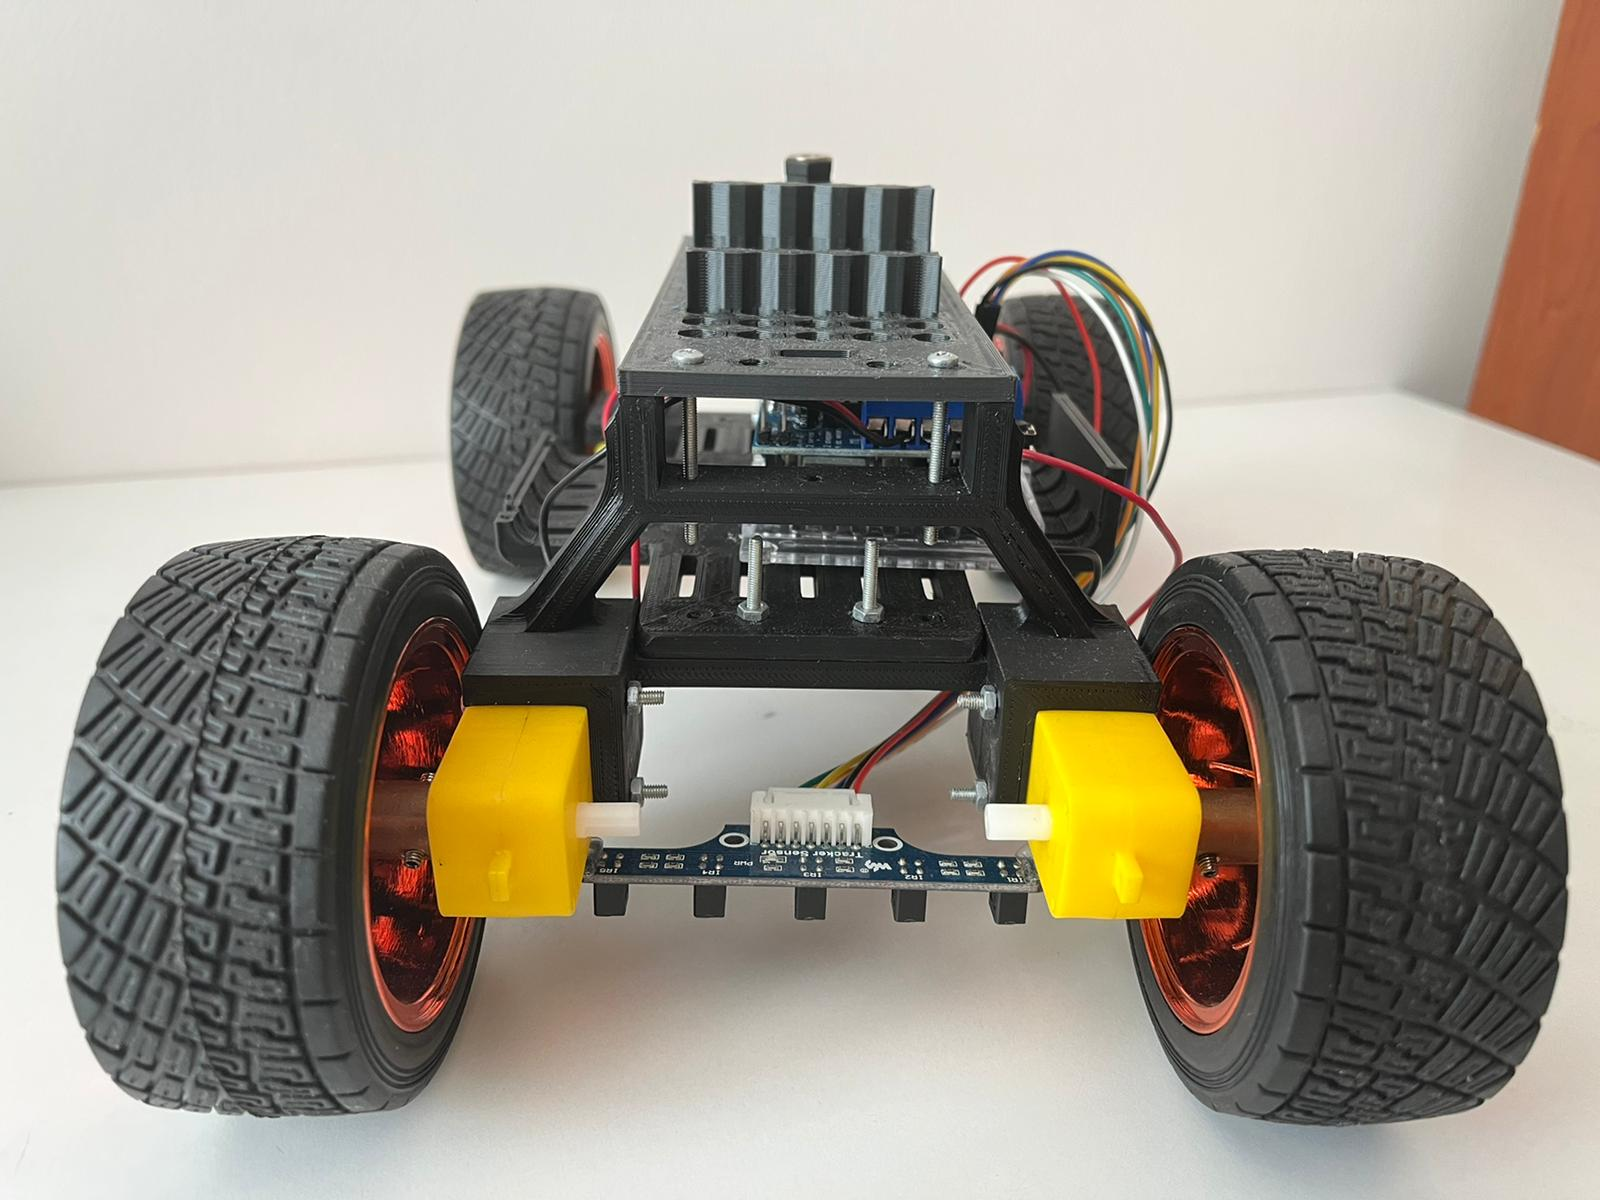 Tracker Sensor
PWR
IR5
IR4
IR3
IR2
IR1